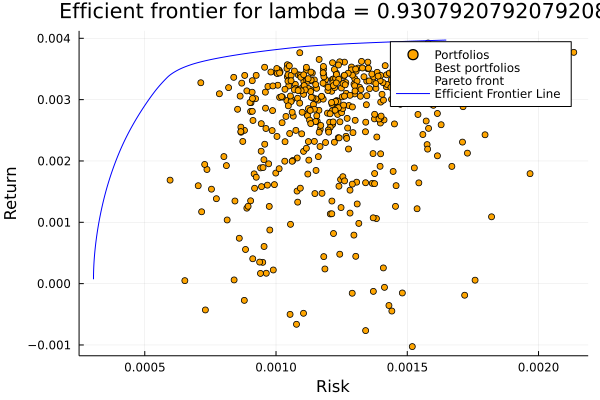 Efficient frontier for lambda = 0.930792079207920
Portfolios
Best portfolios
Pareto front
Efficient Frontier Line
0.004
0.003
0.002
0.001
0.000
−0.001
Return
0.0005 0.0010 0.0015 0.0020
Risk